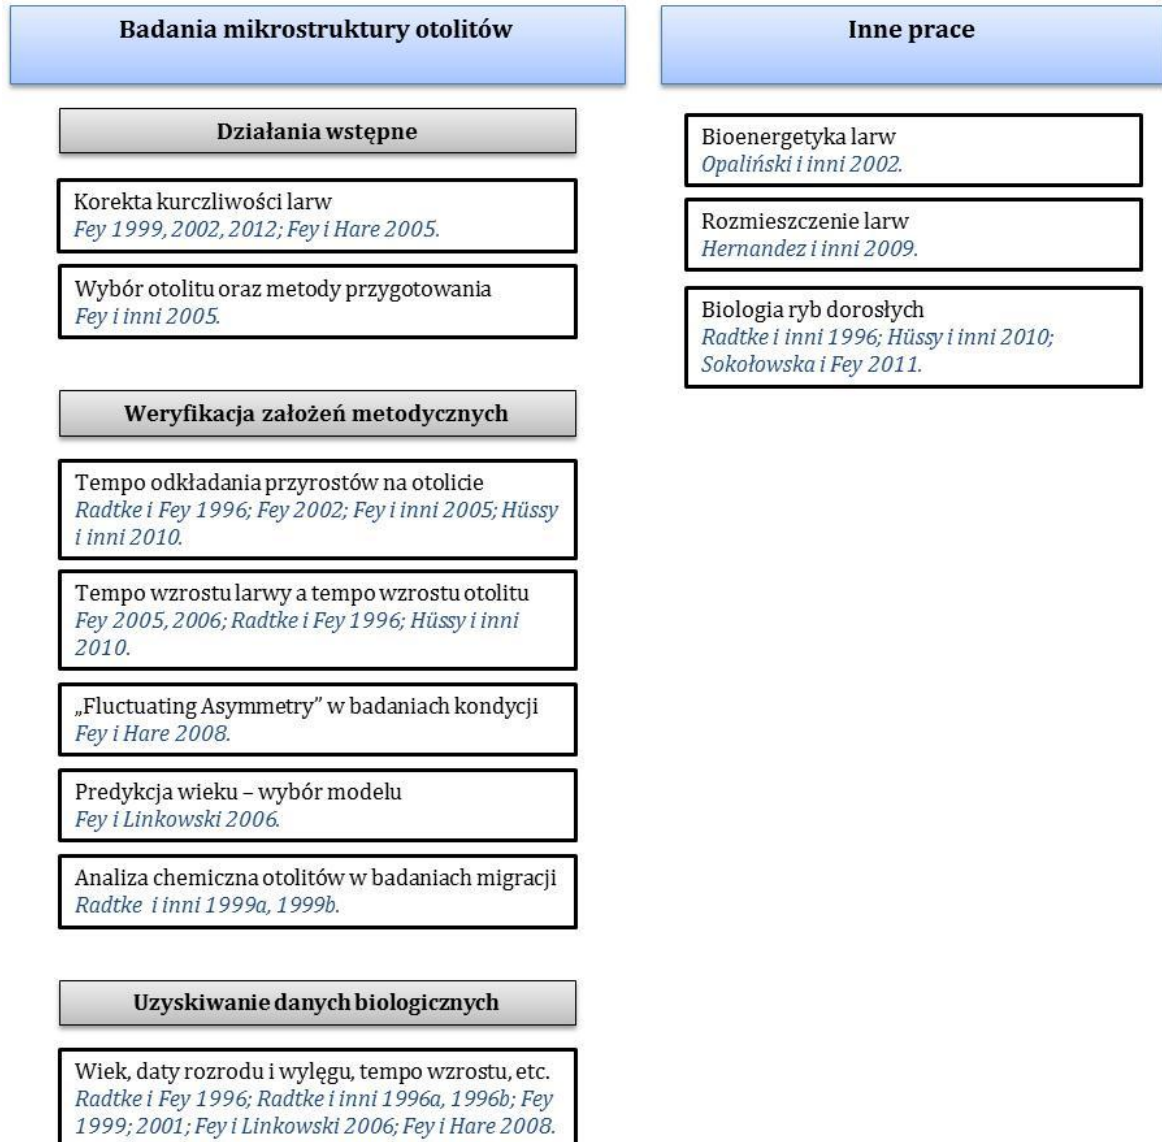 Badania mikrostruktury otolitów
Działania wstępne
Korekta kurczliwości larw
Fey 1999, 2002, 2012; Fey i Hare 2005.
Wybór otolitu oraz metody przygotowania
Fey i inni 2005.
Weryfikacja założeń metodycznych
Tempo odkładania przyrostów na otolicie
Radtke i Fey 1996; Fey 2002; Fey i inni 2005; Hüssy
i inni 2010.
Tempo wzrostu larwy a tempo wzrostu otolitu
Fey 2005, 2006; Radtke i Fey 1996; Hüssy i inni
2010.
„Fluctuating Asymmetry” w badaniach kondycji
Fey i Hare 2008.
Predykcja wieku – wybór modelu
Fey i Linkowski 2006.
Analiza chemiczna otolitów w badaniach migracji
Radtke i inni 1999a, 1999b.
Uzyskiwanie danych biologicznych
Wiek, daty rozrodu i wylęgu, tempo wzrostu, etc.
Radtke i Fey 1996; Radtke i inni 1996a, 1996b; Fey
1999; 2001; Fey i Linkowski 2006; Fey i Hare 2008.
Inne prace
Bioenergetyka larw
Opaliński i inni 2002.
Rozmieszczenie larw
Hernandez i inni 2009.
Biologia ryb dorosłych
Radtke i inni 1996; Hüssy i inni 2010;
Sokołowska i Fey 2011.